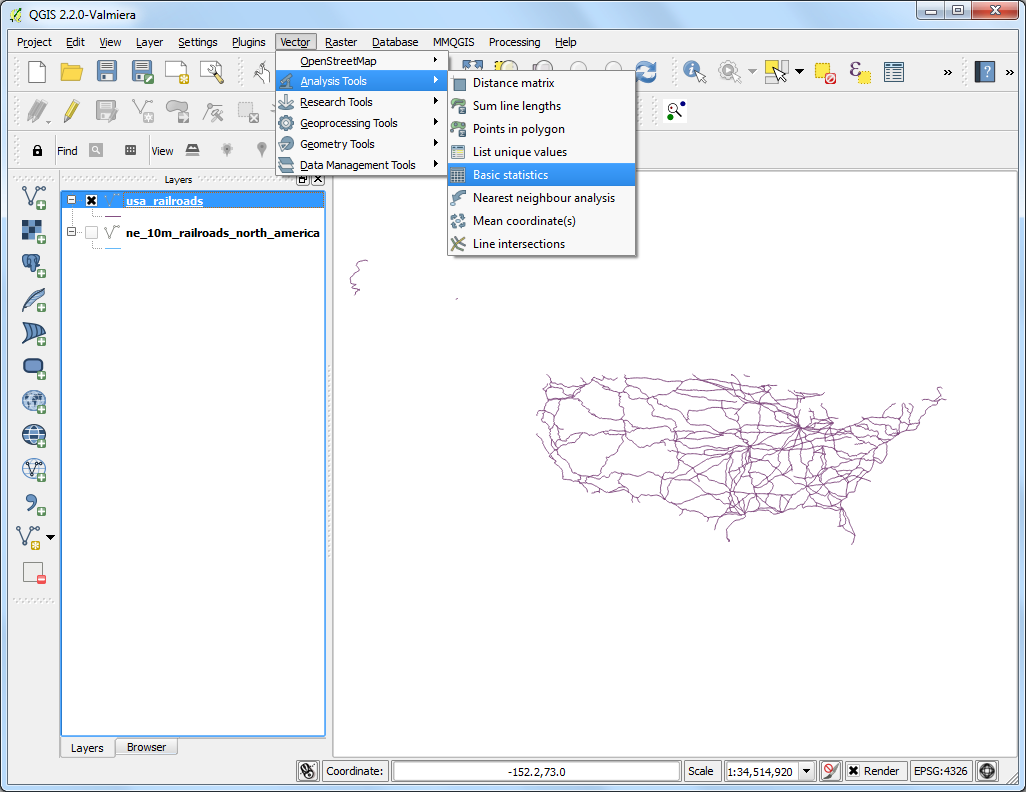 QGIS 2.2.0-Valmiera
Project Edit View Layer Settings Plugins Vector Raster Database MMQGIS Processing Help
OpenStreetMap
Analysis Tools
Research Tools
Geoprocessing Tools
Geometry Tools
Data Management Tools
Distance matrix
Sum line lengths
Points in polygon
List unique values
Basic statistics
Nearest neighbour analysis
Mean coordinate(s)
Line intersections
»
»
Find
View
Layers
usa_railroads
ne_10m_railroads_north_america
Layers Browser
Coordinate: -152.2,73.0 Scale 1:34,514,920 Render EPSG:4326